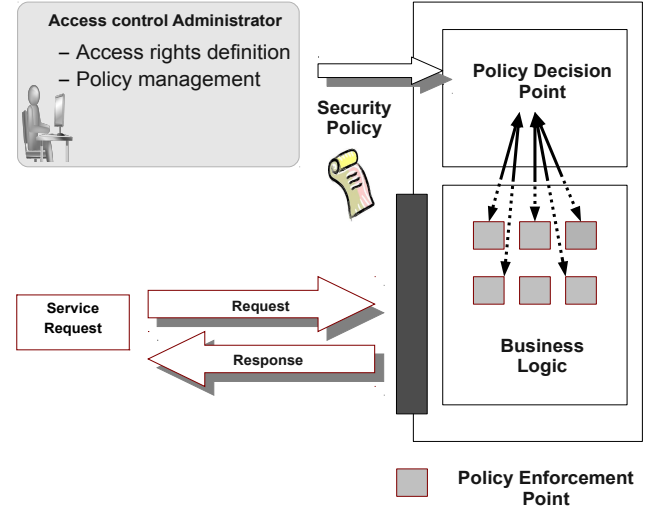 Access control Administrator
– Access rights definition
– Policy management
Security
Policy
Policy Decision
Point
Service
Request
Request
Response
Business
Logic
Policy Enforcement
Point